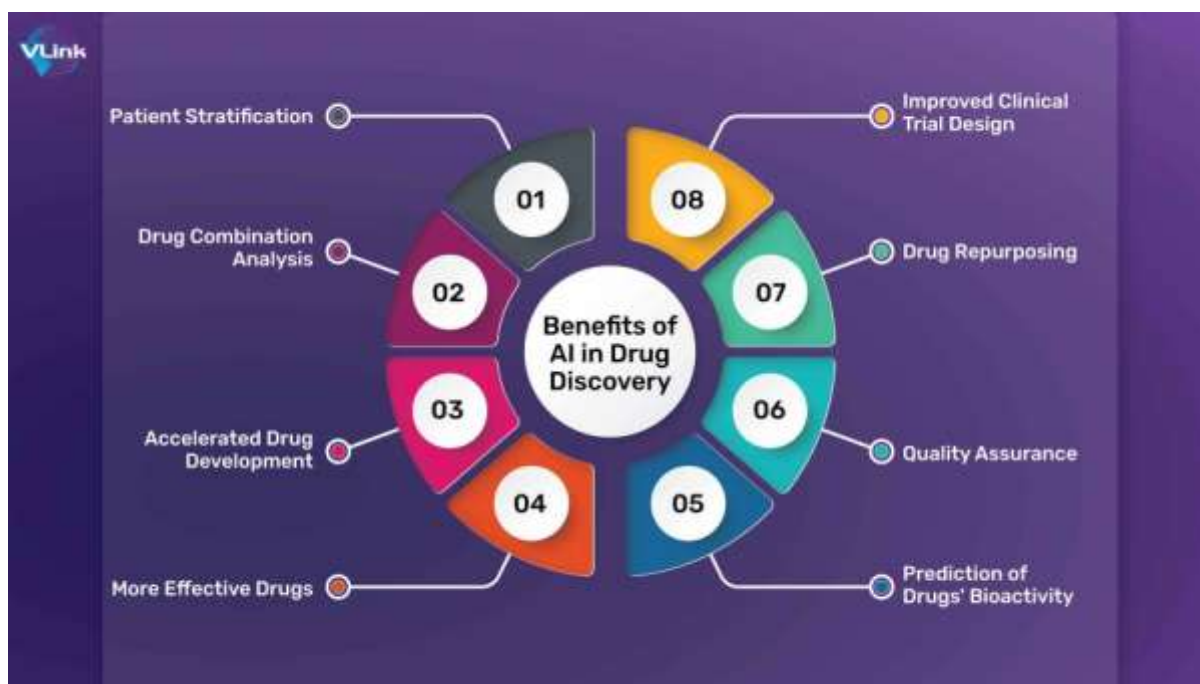 VLink
Patient Stratification
01
Drug Combination
Analysis
02
Accelerated Drug
Development
03
More Effective Drugs
04
Benefits of
AI in Drug
Discovery
Improved Clinical
Trial Design
08
Drug Repurposing
07
Quality Assurance
06
Prediction of
Drugs' Bioactivity
05